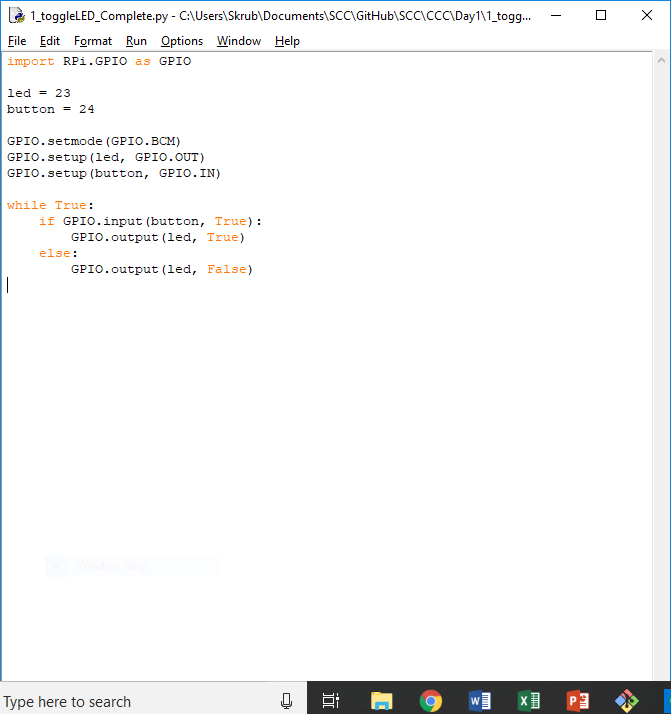 1_toggleLED_Complete.py - C:\Users\Skrub\Documents\SCC\GitHub\SCC\CCC\Day1\1_togg...
File Edit Format Run Options Window Help
import RPi.GPIO as GPIO
led = 23
button = 24
GPIO.setmode(GPIO.BCM)
GPIO.setup(led, GPIO.OUT)
GPIO.setup(button, GPIO.IN)
while True:
    if GPIO.input(button, True):
        GPIO.output(led, True)
    else:
        GPIO.output(led, False)
Window Snip
Type here to search